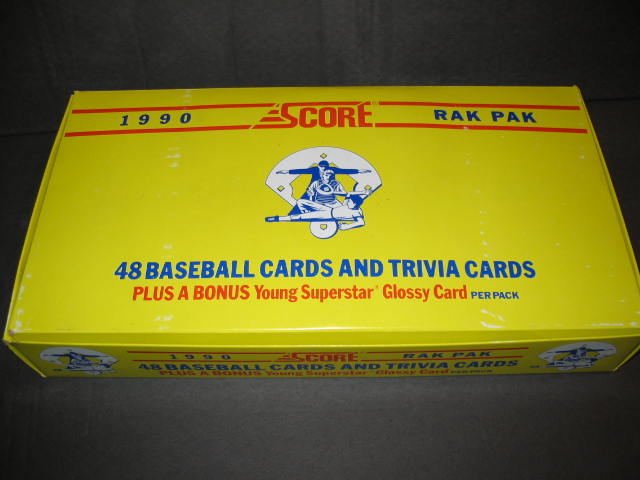 1990 SCORE® RAK PAK
48 BASEBALL CARDS AND TRIVIA CARDS
PLUS A BONUS Young Superstar® Glossy Card PER PACK
1990 SCORE RAK PAK
48 BASEBALL CARDS AND TRIVIA CARDS
PLUS A BONUS Young Superstar® Glossy Card PER PACK